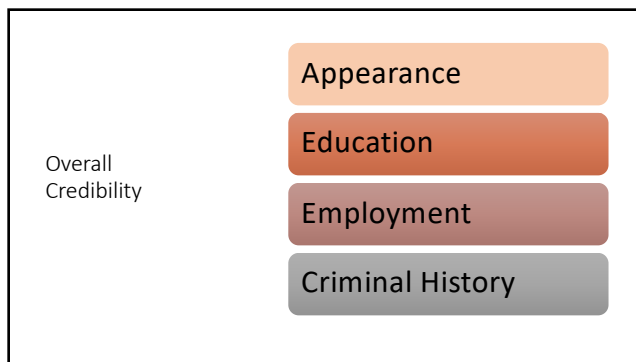 Overall
Credibility
Appearance
Education
Employment
Criminal History